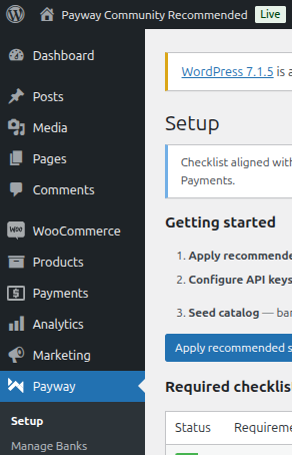 Payway Community Recommended Live
Dashboard
Posts
Media
Pages
Comments
WooCommerce
Products
Payments
Analytics
Marketing
Payway
Setup
Manage Banks
WordPress 7.1.5 is a
Setup
Checklist aligned with
Payments.
Getting started
1. Apply recommende
2. Configure API keys
3. Seed catalog — ban
Apply recommended s
Required checklis
Status Requireme